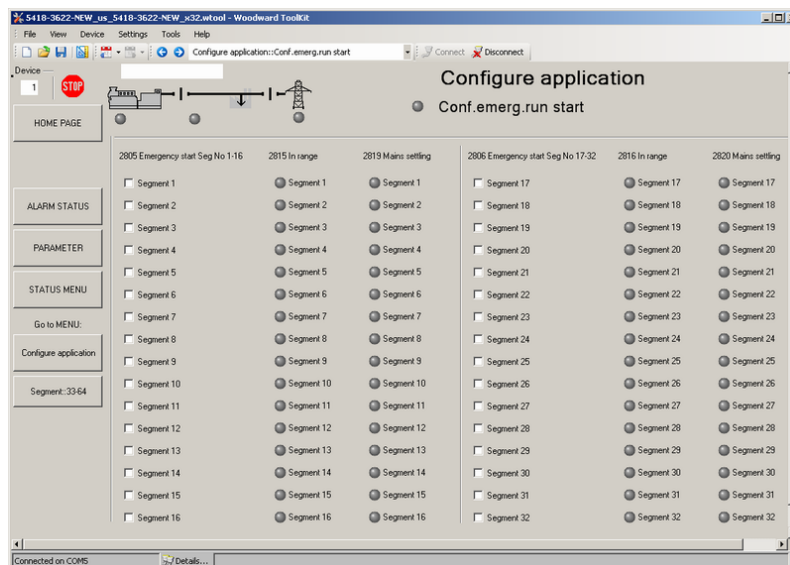 5418-3622-NEW_us_5418-3622-NEW_x32.wtool - Woodward ToolKit
File View Device Settings Tools Help
Configure application::Conf.emerg.run start Connect Disconnect
Device
1 STOP
Configure application
Conf.emerg.run start
HOME PAGE
2805 Emergency start Seg No 1-16 2815 In range 2819 Mains settling 2806 Emergency start Seg No 17-32 2816 In range 2820 Mains settling
Segment 1 Segment 1 Segment 1 Segment 17 Segment 17 Segment 17
ALARM STATUS
Segment 2 Segment 2 Segment 2 Segment 18 Segment 18 Segment 18
Segment 3 Segment 3 Segment 3 Segment 19 Segment 19 Segment 19
PARAMETER
Segment 4 Segment 4 Segment 4 Segment 20 Segment 20 Segment 20
Segment 5 Segment 5 Segment 5 Segment 21 Segment 21 Segment 21
STATUS MENU
Segment 6 Segment 6 Segment 6 Segment 22 Segment 22 Segment 22
Go to MENU:
Segment 7 Segment 7 Segment 7 Segment 23 Segment 23 Segment 23
Segment 8 Segment 8 Segment 8 Segment 24 Segment 24 Segment 24
Configure application
Segment 9 Segment 9 Segment 9 Segment 25 Segment 25 Segment 25
Segment 10 Segment 10 Segment 10 Segment 26 Segment 26 Segment 26
Segment::33-64
Segment 11 Segment 11 Segment 11 Segment 27 Segment 27 Segment 27
Segment 12 Segment 12 Segment 12 Segment 28 Segment 28 Segment 28
Segment 13 Segment 13 Segment 13 Segment 29 Segment 29 Segment 29
Segment 14 Segment 14 Segment 14 Segment 30 Segment 30 Segment 30
Segment 15 Segment 15 Segment 15 Segment 31 Segment 31 Segment 31
Segment 16 Segment 16 Segment 16 Segment 32 Segment 32 Segment 32
Connected on COM5 Details...